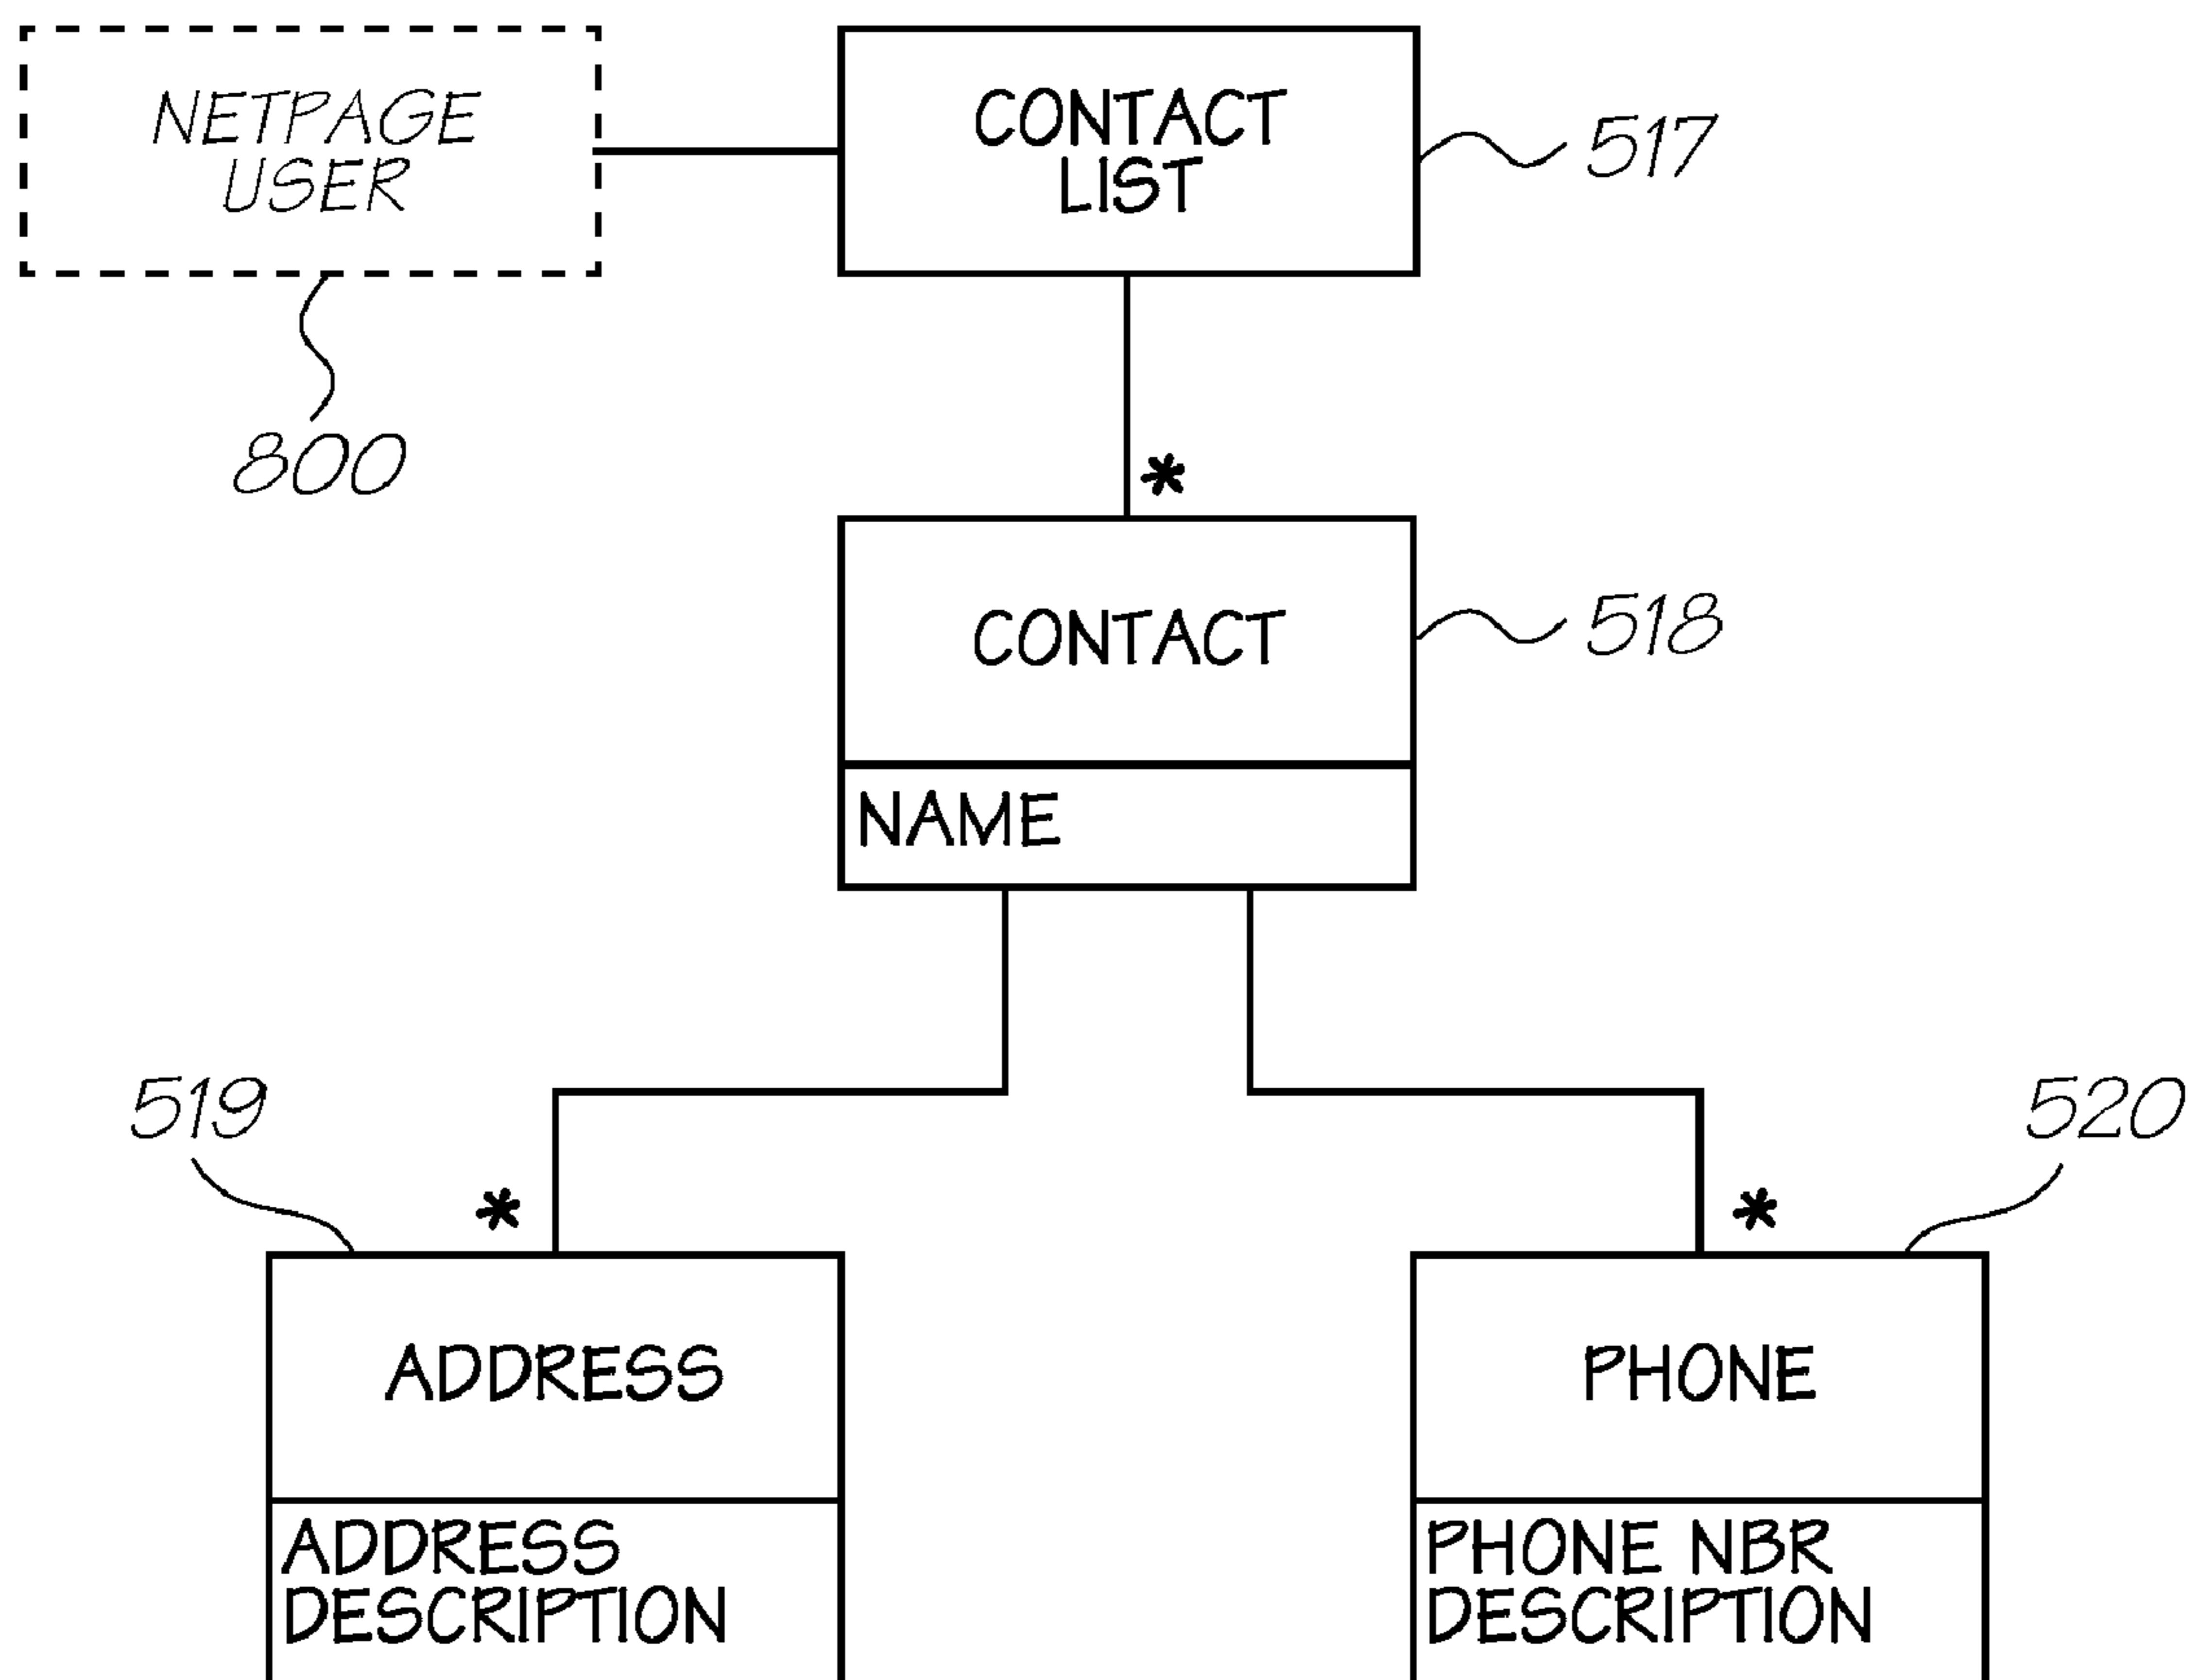 NETPAGE
USER
CONTACT
LIST
517
800
*
CONTACT
518
NAME
519
520
*
*
ADDRESS
PHONE
ADDRESS
DESCRIPTION
PHONE NBR
DESCRIPTION